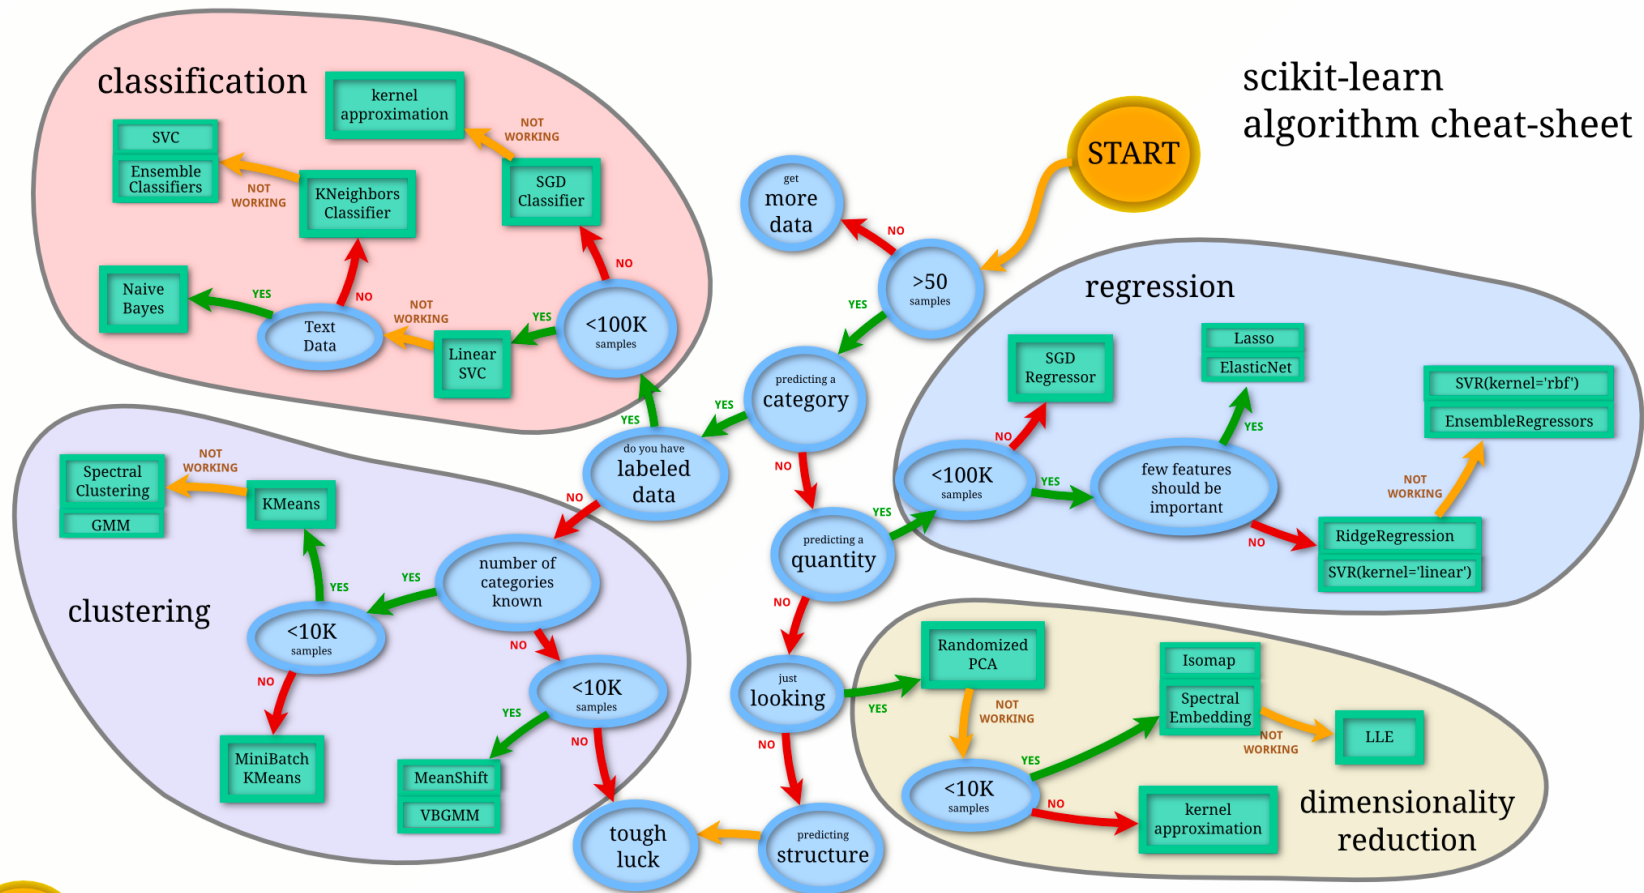 scikit-learn
algorithm cheat-sheet
START
classification
kernel
approximation
NOT
WORKING
SVC
Ensemble
Classifiers
NOT
WORKING
KNeighbors
Classifier
SGD
Classifier
NO
Naive
Bayes
YES
Text
Data
NO
NOT
WORKING
Linear
SVC
YES
<100K
samples
get
more
data
NO
>50
samples
YES
predicting a
category
YES
NO
do you have
labeled
data
YES
NO
predicting a
quantity
YES
NO
just
looking
YES
NO
predicting
structure
tough
luck
regression
SGD
Regressor
NO
<100K
samples
YES
Lasso
ElasticNet
YES
few features
should be
important
NO
SVR(kernel='rbf')
EnsembleRegressors
NOT
WORKING
RidgeRegression
SVR(kernel='linear')
clustering
Spectral
Clustering
GMM
NOT
WORKING
KMeans
YES
number of
categories
known
YES
NO
<10K
samples
NO
MiniBatch
KMeans
<10K
samples
YES
NO
MeanShift
VBGMM
dimensionality
reduction
Randomized
PCA
NOT
WORKING
<10K
samples
YES
NO
Isomap
Spectral
Embedding
NOT
WORKING
LLE
kernel
approximation